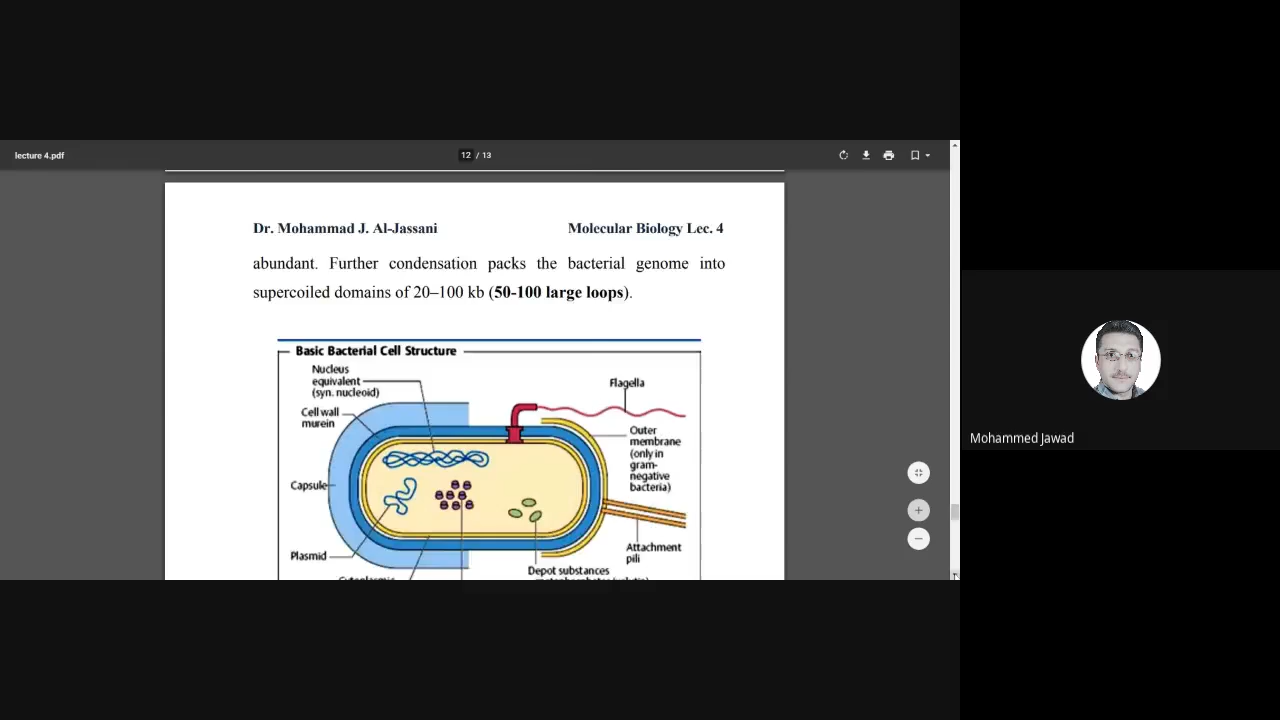 lecture 4.pdf
12 / 13
Dr. Mohammad J. Al-Jassani Molecular Biology Lec. 4
abundant. Further condensation packs the bacterial genome into
supercoiled domains of 20–100 kb (50-100 large loops).
Basic Bacterial Cell Structure
Nucleus
equivalent
(syn. nucleoid)
Cell wall
murein
Capsule
Plasmid
Flagella
Outer
membrane
(only in
gram-
negative
bacteria)
Attachment
pili
Depot substances
Mohammed Jawad